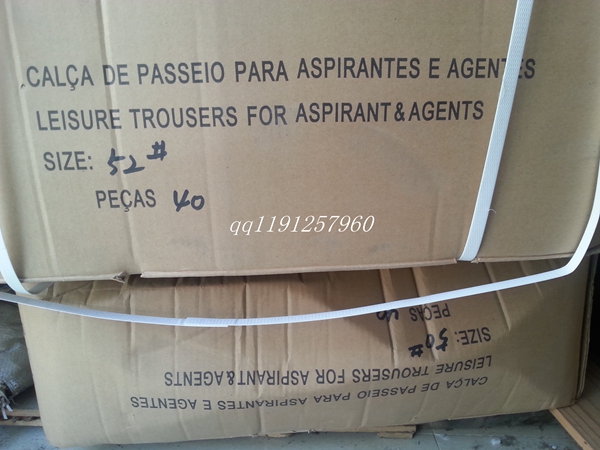 CALÇA DE PASSEIO PARA ASPIRANTES E AGENTES
LEISURE TROUSERS FOR ASPIRANT & AGENTS
SIZE: 52#
PEÇAS 40
qq1191257960
CALÇA DE PASSEIO PARA ASPIRANTES E AGENTES
LEISURE TROUSERS FOR ASPIRANT & AGENTS
SIZE: 50#
PEÇAS 40